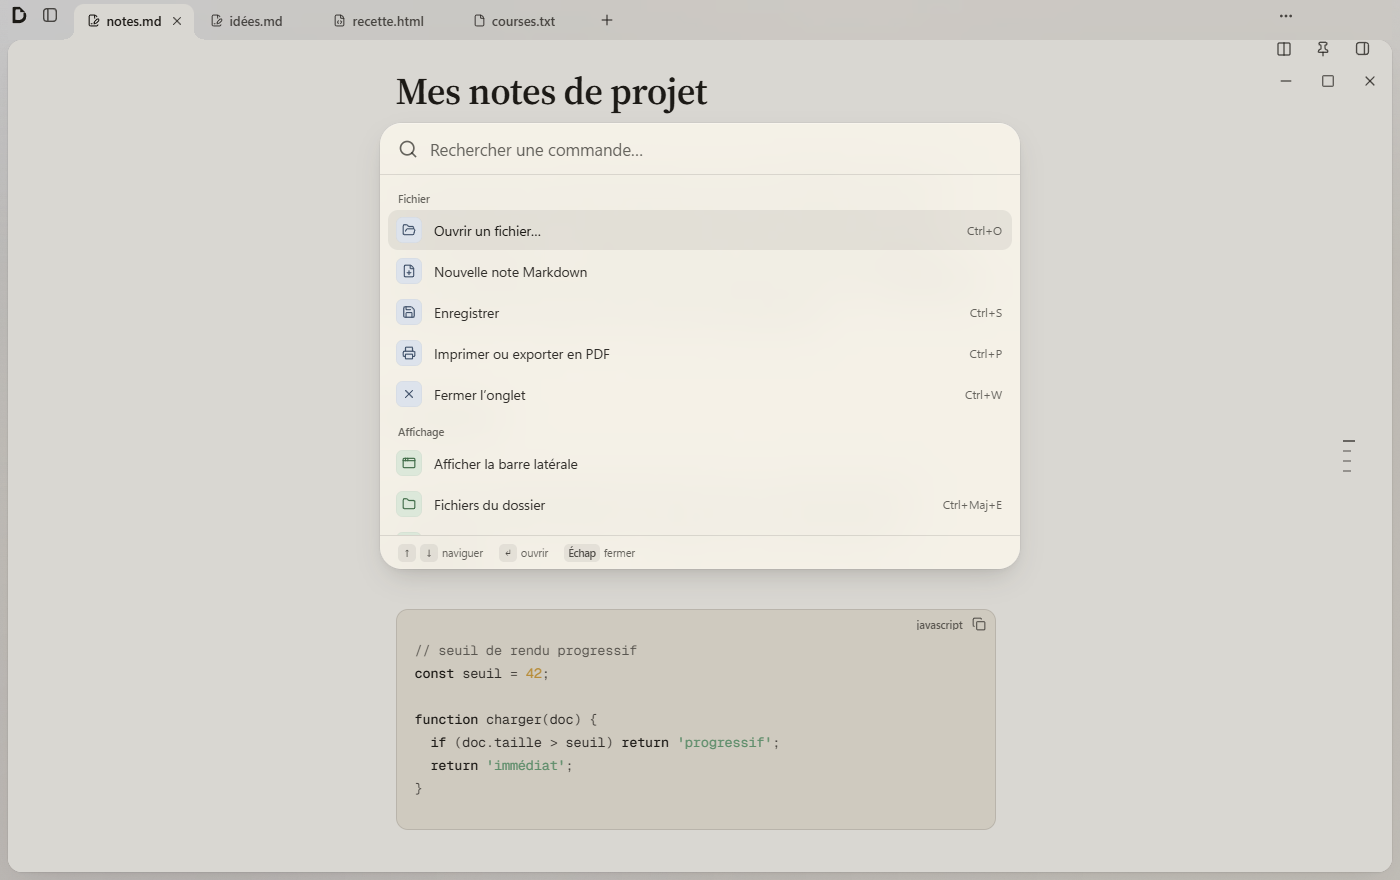 notes.md
idées.md
recette.html
courses.txt
Mes notes de projet
Rechercher une commande...
Fichier
Ouvrir un fichier... Ctrl+O
Nouvelle note Markdown
Enregistrer Ctrl+S
Imprimer ou exporter en PDF Ctrl+P
Fermer l'onglet Ctrl+W
Affichage
Afficher la barre latérale
Fichiers du dossier Ctrl+Maj+E
↑ ↓ naviguer ↵ ouvrir Échap fermer
javascript
// seuil de rendu progressif
const seuil = 42;
function charger(doc) {
  if (doc.taille > seuil) return 'progressif';
  return 'immédiat';
}